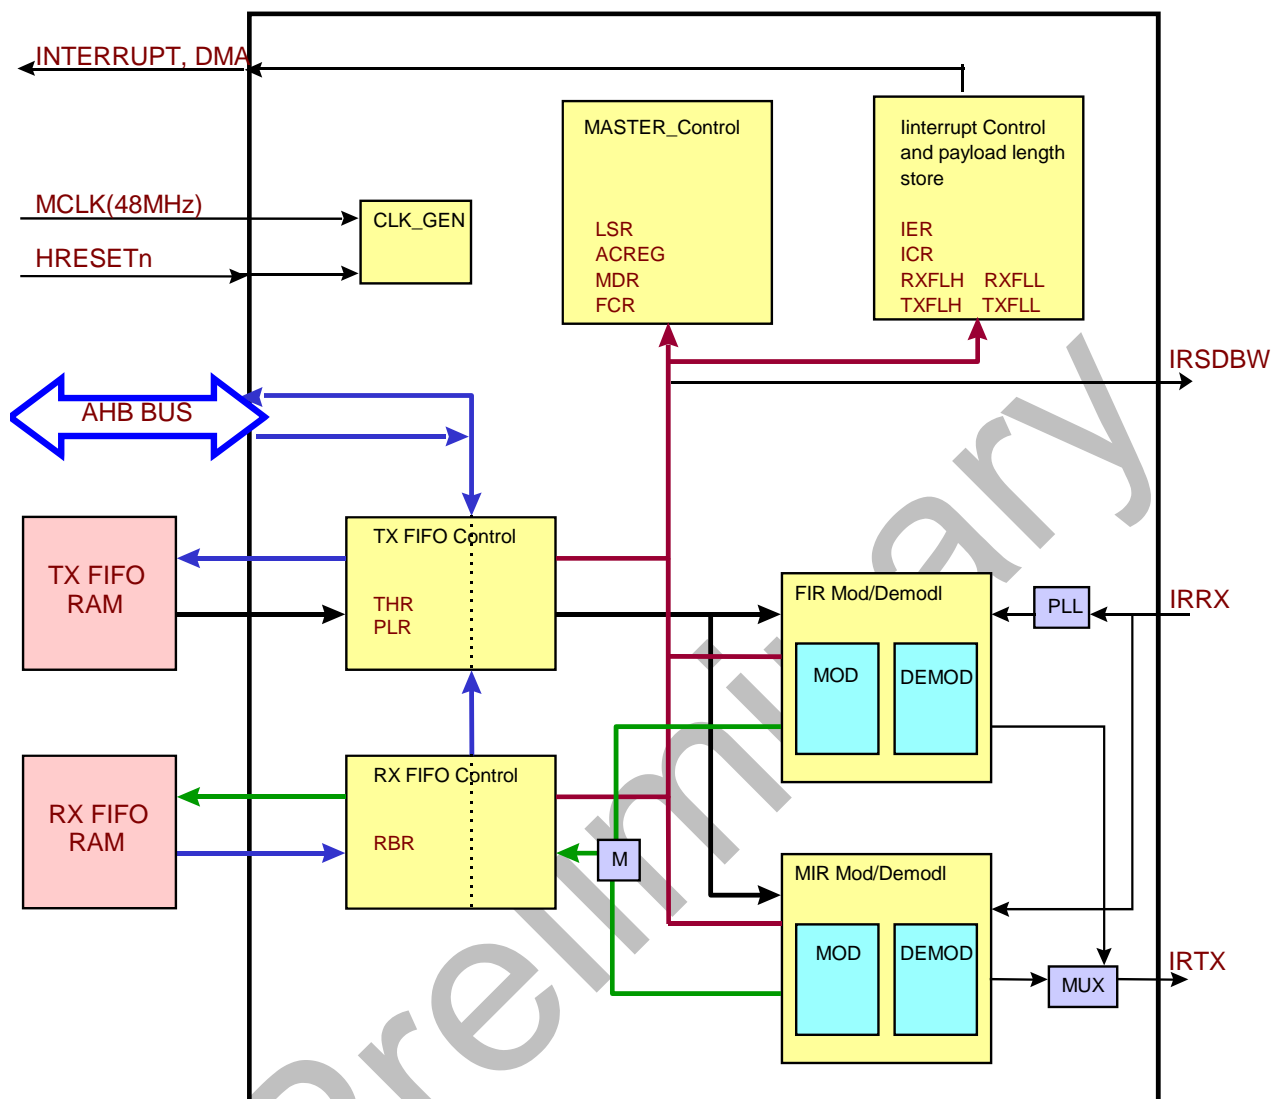 INTERRUPT, DMA
MASTER_Control
LSR
ACREG
MDR
FCR
Iinterrupt Control
and payload length
store
IER
ICR
RXFLH RXFLL
TXFLH TXFLL
MCLK(48MHz)
HRESETn
CLK_GEN
IRSDBW
AHB BUS
TX FIFO
RAM
TX FIFO Control
THR
PLR
FIR Mod/Demodl
MOD
DEMOD
PLL
IRRX
RX FIFO
RAM
RX FIFO Control
RBR
M
MIR Mod/Demodl
MOD
DEMOD
MUX
IRTX
Preliminary